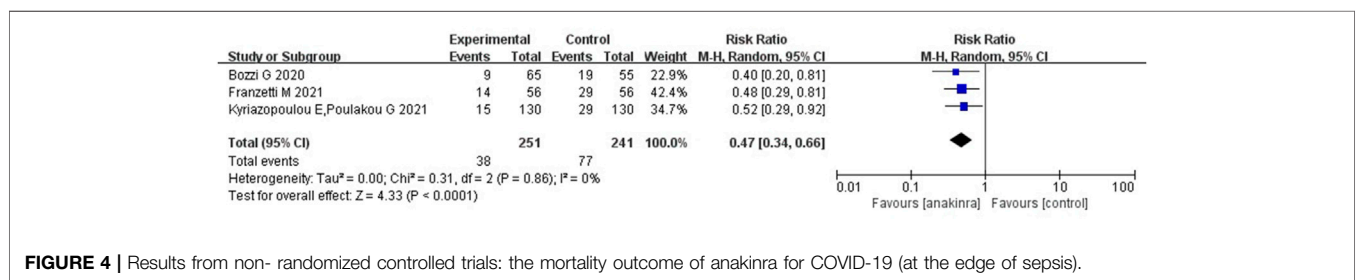 Experimental Control Risk Ratio Risk Ratio
Study or Subgroup Events Total Events Total Weight M-H, Random, 95% CI M-H, Random, 95% CI
Bozzi G 2020 9 65 19 55 22.9% 0.40 [0.20, 0.81]
Franzetti M 2021 14 56 29 56 42.4% 0.48 [0.29, 0.81]
Kyriazopoulou E,Poulakou G 2021 15 130 29 130 34.7% 0.52 [0.29, 0.92]
Total (95% CI) 251 241 100.0% 0.47 [0.34, 0.66]
Total events 38 77
Heterogeneity: Tau² = 0.00; Chi² = 0.31, df = 2 (P = 0.86); I² = 0%
Test for overall effect: Z = 4.33 (P < 0.0001)
0.01 0.1 1 10 100
Favours [anakinra] Favours [control]
FIGURE 4 | Results from non- randomized controlled trials: the mortality outcome of anakinra for COVID-19 (at the edge of sepsis).